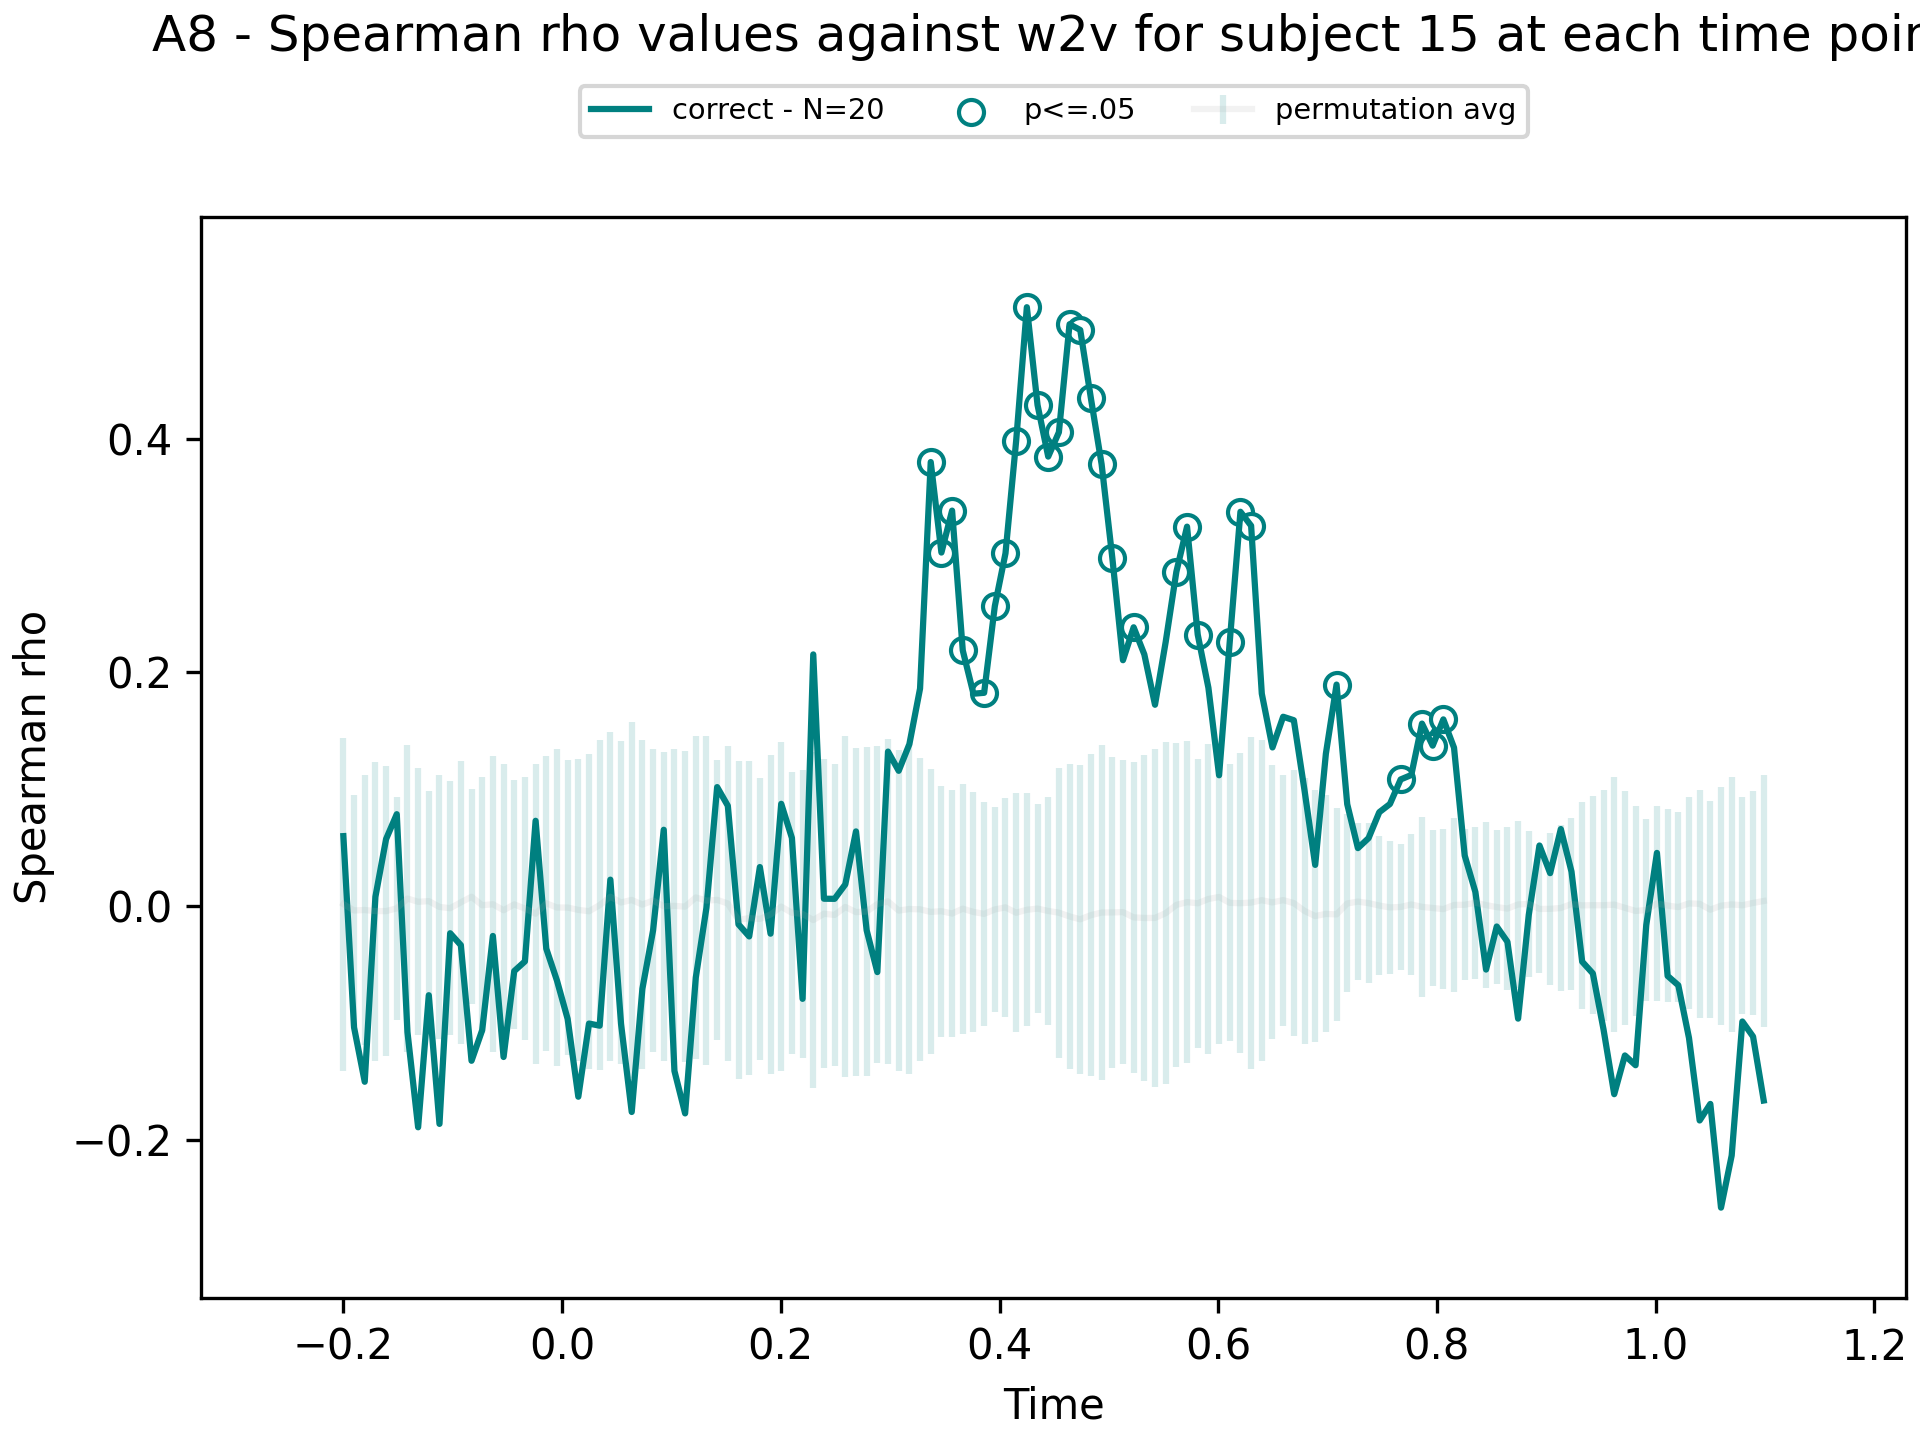 A8 - Spearman rho values against w2v for subject 15 at each time poin
correct - N=20 p<=.05 permutation avg
Spearman rho
0.4
0.2
0.0
−0.2
−0.2 0.0 0.2 0.4 0.6 0.8 1.0 1.2
Time